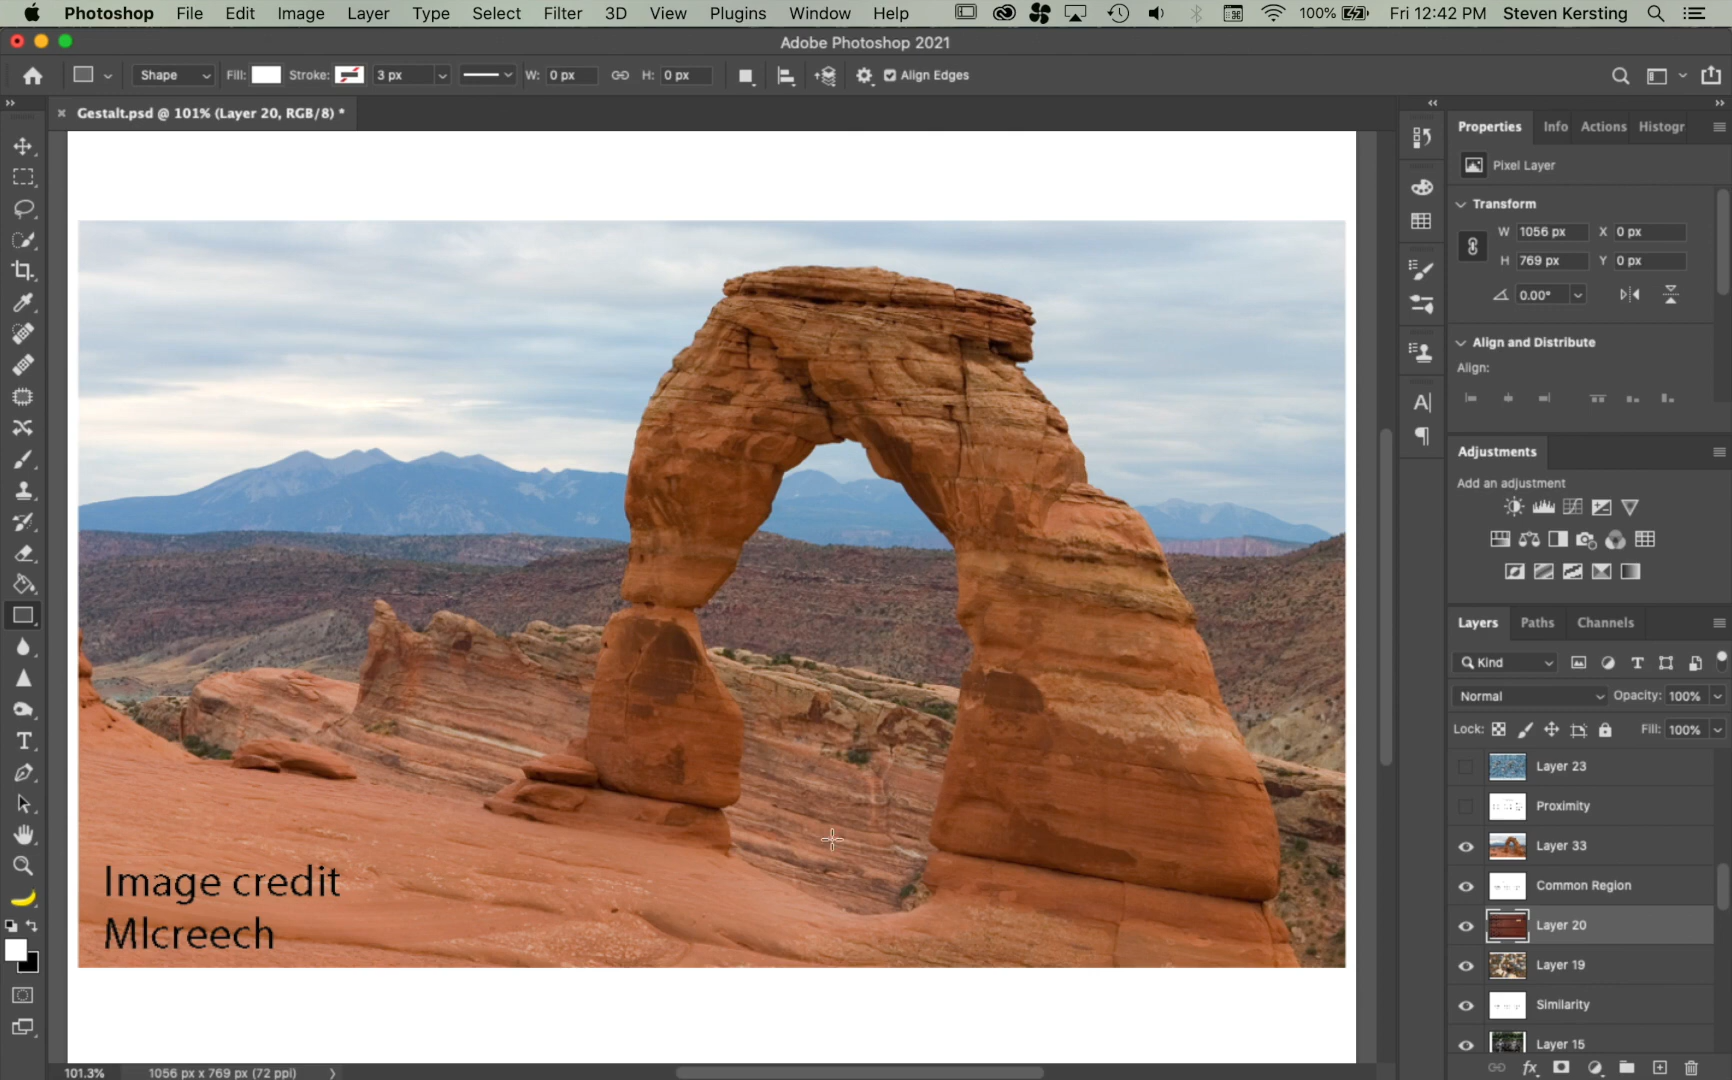 Photoshop File Edit Image Layer Type Select Filter 3D View Plugins Window Help 100% Fri 12:42 PM Steven Kersting
Adobe Photoshop 2021
Shape Fill: Stroke: 3 px W: 0 px H: 0 px Align Edges
Gestalt.psd @ 101% (Layer 20, RGB/8) *
Properties Info Actions Histogr
Pixel Layer
Transform
W 1056 px X 0 px
H 769 px Y 0 px
0.00°
Align and Distribute
Align:
Adjustments
Add an adjustment
Layers Paths Channels
Kind
Normal Opacity: 100%
Lock: Fill: 100%
Layer 23
Proximity
Layer 33
Common Region
Layer 20
Layer 19
Similarity
Layer 15
Image credit
MIcreech
101.3% 1056 px x 769 px (72 ppi)